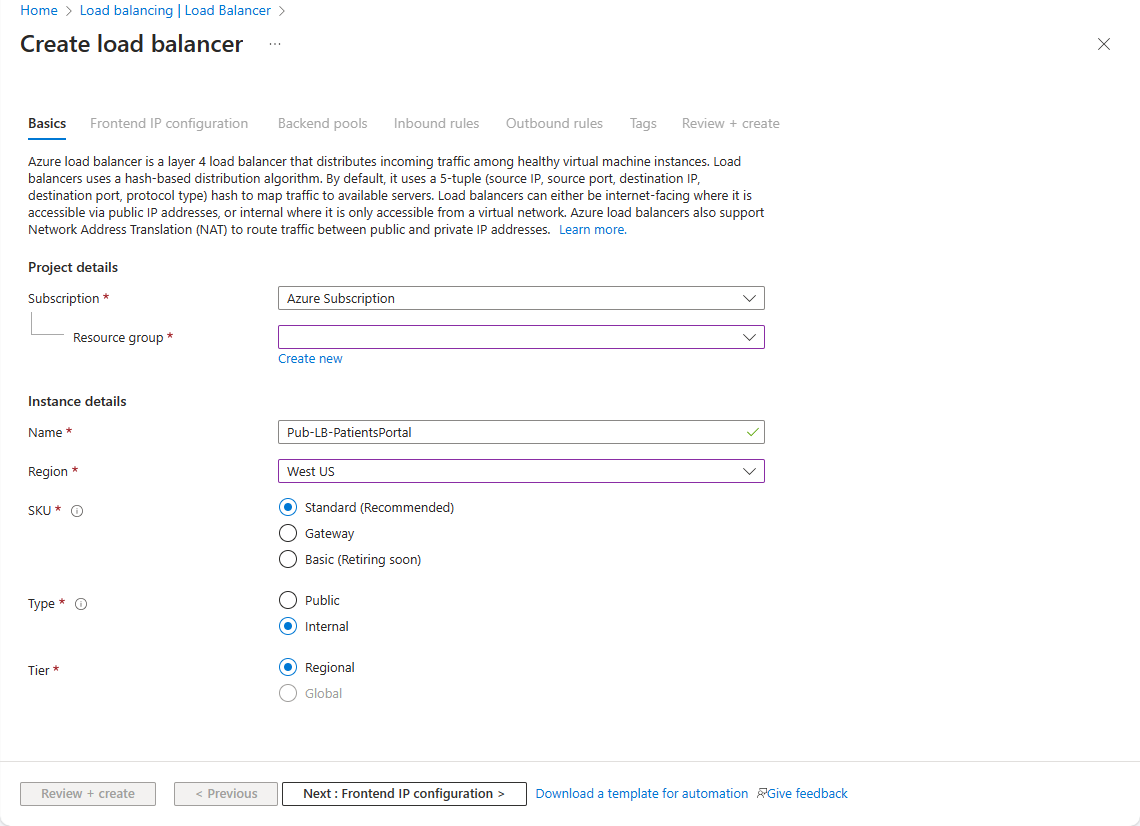 Home > Load balancing | Load Balancer >
Create load balancer ...
Basics Frontend IP configuration Backend pools Inbound rules Outbound rules Tags Review + create
Azure load balancer is a layer 4 load balancer that distributes incoming traffic among healthy virtual machine instances. Load
balancers uses a hash-based distribution algorithm. By default, it uses a 5-tuple (source IP, source port, destination IP,
destination port, protocol type) hash to map traffic to available servers. Load balancers can either be internet-facing where it is
accessible via public IP addresses, or internal where it is only accessible from a virtual network. Azure load balancers also support
Network Address Translation (NAT) to route traffic between public and private IP addresses. Learn more.
Project details
Subscription * Azure Subscription
Resource group *
Create new
Instance details
Name * Pub-LB-PatientsPortal
Region * West US
SKU * Standard (Recommended)
Gateway
Basic (Retiring soon)
Type * Public
Internal
Tier * Regional
Global
Review + create < Previous Next : Frontend IP configuration > Download a template for automation Give feedback